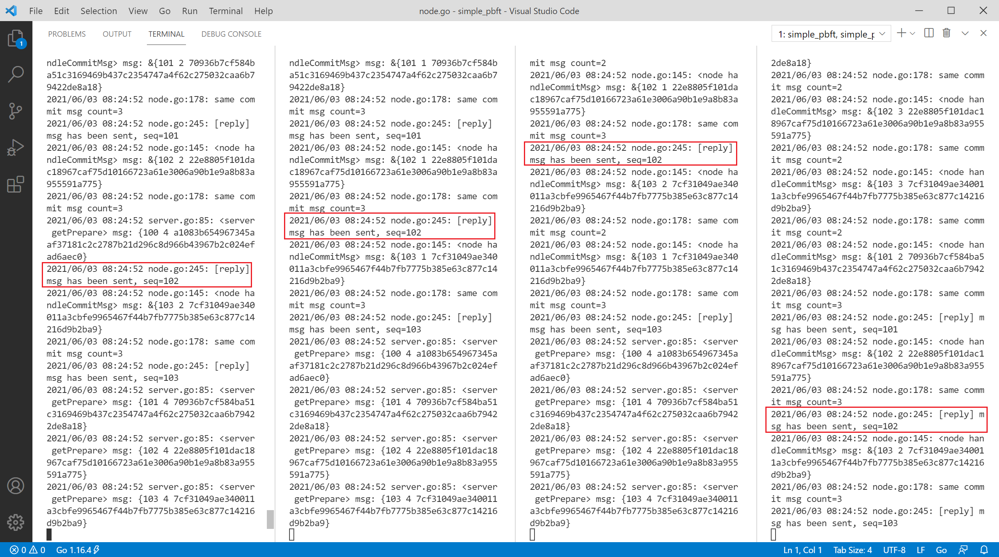 File Edit Selection View Go Run Terminal Help
node.go - simple_pbft - Visual Studio Code
PROBLEMS OUTPUT TERMINAL DEBUG CONSOLE
1: simple_pbft, simple_p
1
ndleCommitMsg> msg: &{101 2 70936b7cf584b
a51c3169469b437c2354747a4f62c275032caa6b7
9422de8a18}
2021/06/03 08:24:52 node.go:178: same com
mit msg count=3
2021/06/03 08:24:52 node.go:245: [reply]
msg has been sent, seq=101
2021/06/03 08:24:52 node.go:145: <node ha
ndleCommitMsg> msg: &{102 2 22e8805f101da
c18967caf75d10166723a61e3006a90b1e9a8b83a
955591a775}
2021/06/03 08:24:52 node.go:178: same com
mit msg count=3
2021/06/03 08:24:52 server.go:85: <server
getPrepare> msg: {100 4 a1083b654967345a
af37181c2c2787b21d296c8d966b43967b2c024ef
ad6aec0}
2021/06/03 08:24:52 node.go:245: [reply]
msg has been sent, seq=102
2021/06/03 08:24:52 node.go:145: <node ha
ndleCommitMsg> msg: &{103 2 7cf31049ae340
011a3cbfe9965467f44b7fb7775b385e63c877c14
216d9b2ba9}
2021/06/03 08:24:52 node.go:178: same com
mit msg count=3
2021/06/03 08:24:52 node.go:245: [reply]
msg has been sent, seq=103
2021/06/03 08:24:52 server.go:85: <server
getPrepare> msg: {101 4 70936b7cf584ba51
c3169469b437c2354747a4f62c275032caa6b7942
2de8a18}
2021/06/03 08:24:52 server.go:85: <server
getPrepare> msg: {102 4 22e8805f101dac18
967caf75d10166723a61e3006a90b1e9a8b83a955
591a775}
2021/06/03 08:24:52 server.go:85: <server
getPrepare> msg: {103 4 7cf31049ae340011
a3cbfe9965467f44b7fb7775b385e63c877c14216
d9b2ba9}
ndleCommitMsg> msg: &{101 1 70936b7cf584b
a51c3169469b437c2354747a4f62c275032caa6b7
9422de8a18}
2021/06/03 08:24:52 node.go:178: same com
mit msg count=3
2021/06/03 08:24:52 node.go:245: [reply]
msg has been sent, seq=101
2021/06/03 08:24:52 node.go:145: <node ha
ndleCommitMsg> msg: &{102 1 22e8805f101da
c18967caf75d10166723a61e3006a90b1e9a8b83a
955591a775}
2021/06/03 08:24:52 node.go:178: same com
mit msg count=3
2021/06/03 08:24:52 node.go:245: [reply]
msg has been sent, seq=102
2021/06/03 08:24:52 node.go:145: <node ha
ndleCommitMsg> msg: &{103 1 7cf31049ae340
011a3cbfe9965467f44b7fb7775b385e63c877c14
216d9b2ba9}
2021/06/03 08:24:52 node.go:178: same com
mit msg count=3
2021/06/03 08:24:52 node.go:245: [reply]
msg has been sent, seq=103
2021/06/03 08:24:52 server.go:85: <server
getPrepare> msg: {100 4 a1083b654967345a
af37181c2c2787b21d296c8d966b43967b2c024ef
ad6aec0}
2021/06/03 08:24:52 server.go:85: <server
getPrepare> msg: {101 4 70936b7cf584ba51
c3169469b437c2354747a4f62c275032caa6b7942
2de8a18}
2021/06/03 08:24:52 server.go:85: <server
getPrepare> msg: {102 4 22e8805f101dac18
967caf75d10166723a61e3006a90b1e9a8b83a955
591a775}
2021/06/03 08:24:52 server.go:85: <server
getPrepare> msg: {103 4 7cf31049ae340011
a3cbfe9965467f44b7fb7775b385e63c877c14216
d9b2ba9}
mit msg count=2
2021/06/03 08:24:52 node.go:145: <node ha
ndleCommitMsg> msg: &{102 1 22e8805f101da
c18967caf75d10166723a61e3006a90b1e9a8b83a
955591a775}
2021/06/03 08:24:52 node.go:178: same com
mit msg count=3
2021/06/03 08:24:52 node.go:245: [reply]
msg has been sent, seq=102
2021/06/03 08:24:52 node.go:145: <node ha
ndleCommitMsg> msg: &{103 2 7cf31049ae340
011a3cbfe9965467f44b7fb7775b385e63c877c14
216d9b2ba9}
2021/06/03 08:24:52 node.go:178: same com
mit msg count=2
2021/06/03 08:24:52 node.go:145: <node ha
ndleCommitMsg> msg: &{103 1 7cf31049ae340
011a3cbfe9965467f44b7fb7775b385e63c877c14
216d9b2ba9}
2021/06/03 08:24:52 node.go:178: same com
mit msg count=3
2021/06/03 08:24:52 node.go:245: [reply]
msg has been sent, seq=103
2021/06/03 08:24:52 server.go:85: <server
getPrepare> msg: {100 4 a1083b654967345a
af37181c2c2787b21d296c8d966b43967b2c024ef
ad6aec0}
2021/06/03 08:24:52 server.go:85: <server
getPrepare> msg: {101 4 70936b7cf584ba51
c3169469b437c2354747a4f62c275032caa6b7942
2de8a18}
2021/06/03 08:24:52 server.go:85: <server
getPrepare> msg: {102 4 22e8805f101dac18
967caf75d10166723a61e3006a90b1e9a8b83a955
591a775}
2021/06/03 08:24:52 server.go:85: <server
getPrepare> msg: {103 4 7cf31049ae340011
a3cbfe9965467f44b7fb7775b385e63c877c14216
d9b2ba9}
2de8a18}
2021/06/03 08:24:52 node.go:178: same comm
it msg count=2
2021/06/03 08:24:52 node.go:145: <node han
dleCommitMsg> msg: &{102 3 22e8805f101dac1
8967caf75d10166723a61e3006a90b1e9a8b83a955
591a775}
2021/06/03 08:24:52 node.go:178: same comm
it msg count=2
2021/06/03 08:24:52 node.go:145: <node han
dleCommitMsg> msg: &{103 3 7cf31049ae34001
1a3cbfe9965467f44b7fb7775b385e63c877c14216
d9b2ba9}
2021/06/03 08:24:52 node.go:178: same comm
it msg count=2
2021/06/03 08:24:52 node.go:145: <node han
dleCommitMsg> msg: &{101 2 70936b7cf584ba5
1c3169469b437c2354747a4f62c275032caa6b7942
2de8a18}
2021/06/03 08:24:52 node.go:178: same comm
it msg count=3
2021/06/03 08:24:52 node.go:245: [reply] m
sg has been sent, seq=101
2021/06/03 08:24:52 node.go:145: <node han
dleCommitMsg> msg: &{102 2 22e8805f101dac1
8967caf75d10166723a61e3006a90b1e9a8b83a955
591a775}
2021/06/03 08:24:52 node.go:178: same comm
it msg count=3
2021/06/03 08:24:52 node.go:245: [reply] m
sg has been sent, seq=102
2021/06/03 08:24:52 node.go:145: <node han
dleCommitMsg> msg: &{103 2 7cf31049ae34001
1a3cbfe9965467f44b7fb7775b385e63c877c14216
d9b2ba9}
2021/06/03 08:24:52 node.go:178: same comm
it msg count=3
2021/06/03 08:24:52 node.go:245: [reply] m
sg has been sent, seq=103
0 0 Go 1.16.4
Ln 1, Col 1 Tab Size: 4 UTF-8 LF Go